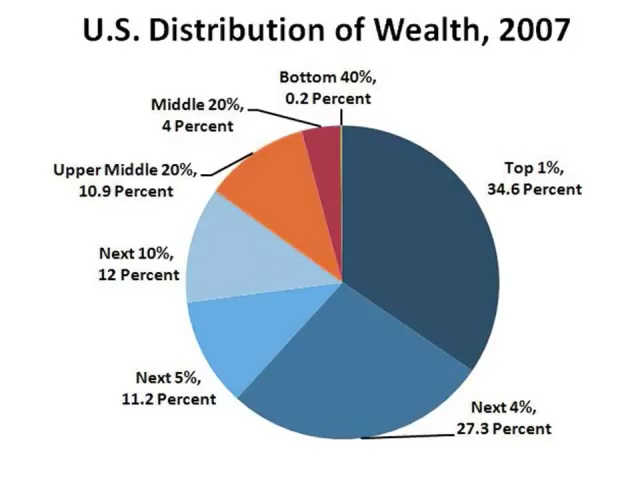 U.S. Distribution of Wealth, 2007
Bottom 40%,
0.2 Percent
Middle 20%,
4 Percent
Upper Middle 20%,
10.9 Percent
Top 1%,
34.6 Percent
Next 10%,
12 Percent
Next 5%,
11.2 Percent
Next 4%,
27.3 Percent